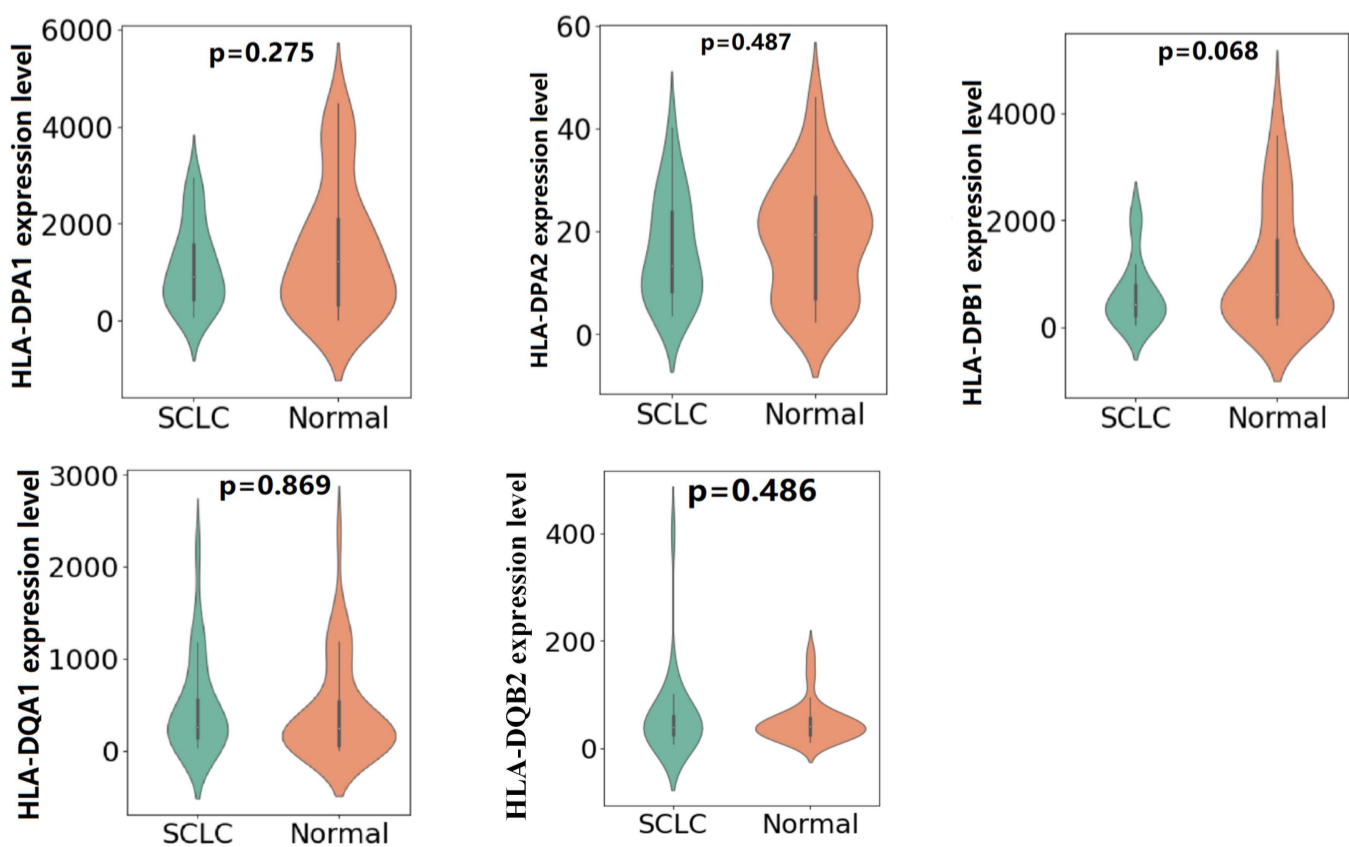 HLA-DPA1 expression level
6000
4000
2000
0
p=0.275
SCLC Normal
HLA-DPA2 expression level
60
40
20
0
p=0.487
SCLC Normal
HLA-DPB1 expression level
4000
2000
0
p=0.068
SCLC Normal
HLA-DQA1 expression level
3000
2000
1000
0
p=0.869
SCLC Normal
HLA-DQB2 expression level
400
200
0
p=0.486
SCLC Normal